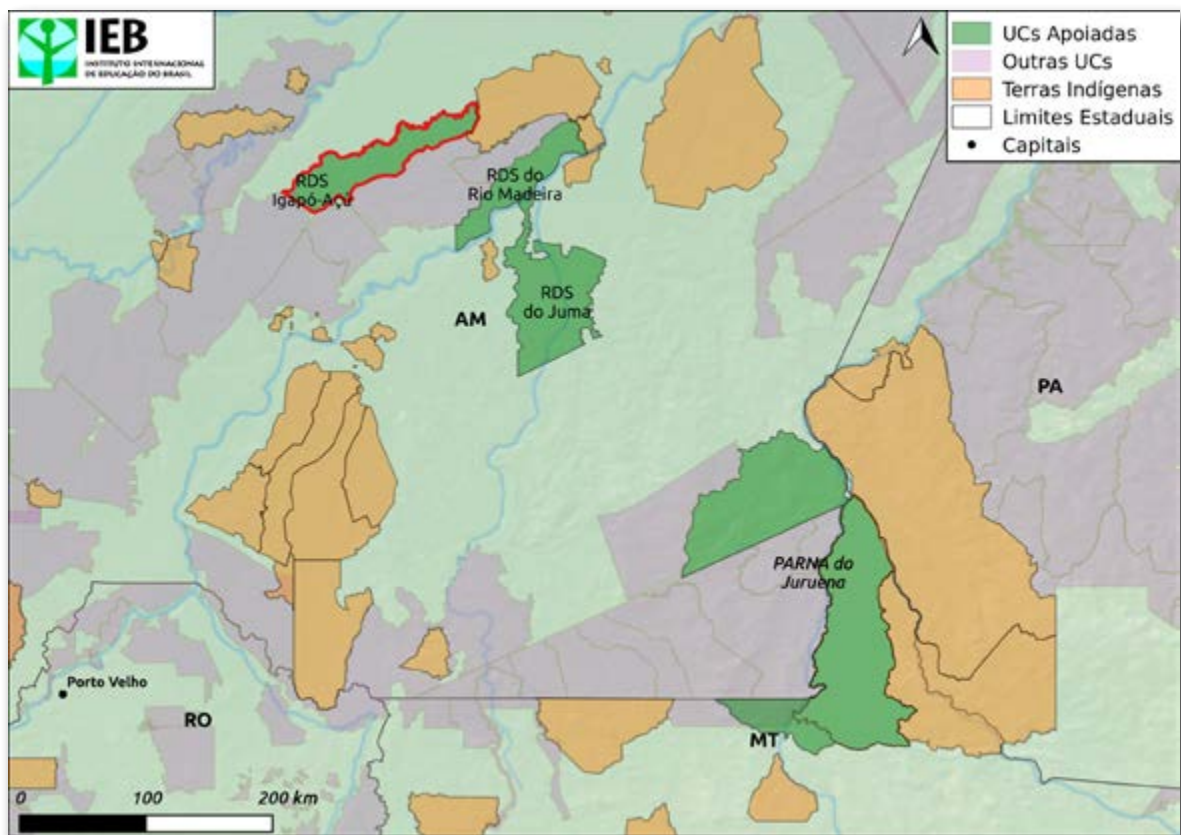 IEB
INSTITUTO INTERNACIONAL
DE EDUCAÇÃO DO BRASIL
UCs Apoiadas
Outras UCs
Terras Indígenas
Limites Estaduais
Capitais
RDS
Igapó-Açu
RDS do
Rio Madeira
RDS
do Juma
AM
PA
PARNA do
Juruena
Porto Velho
RO
MT
0 100 200 km